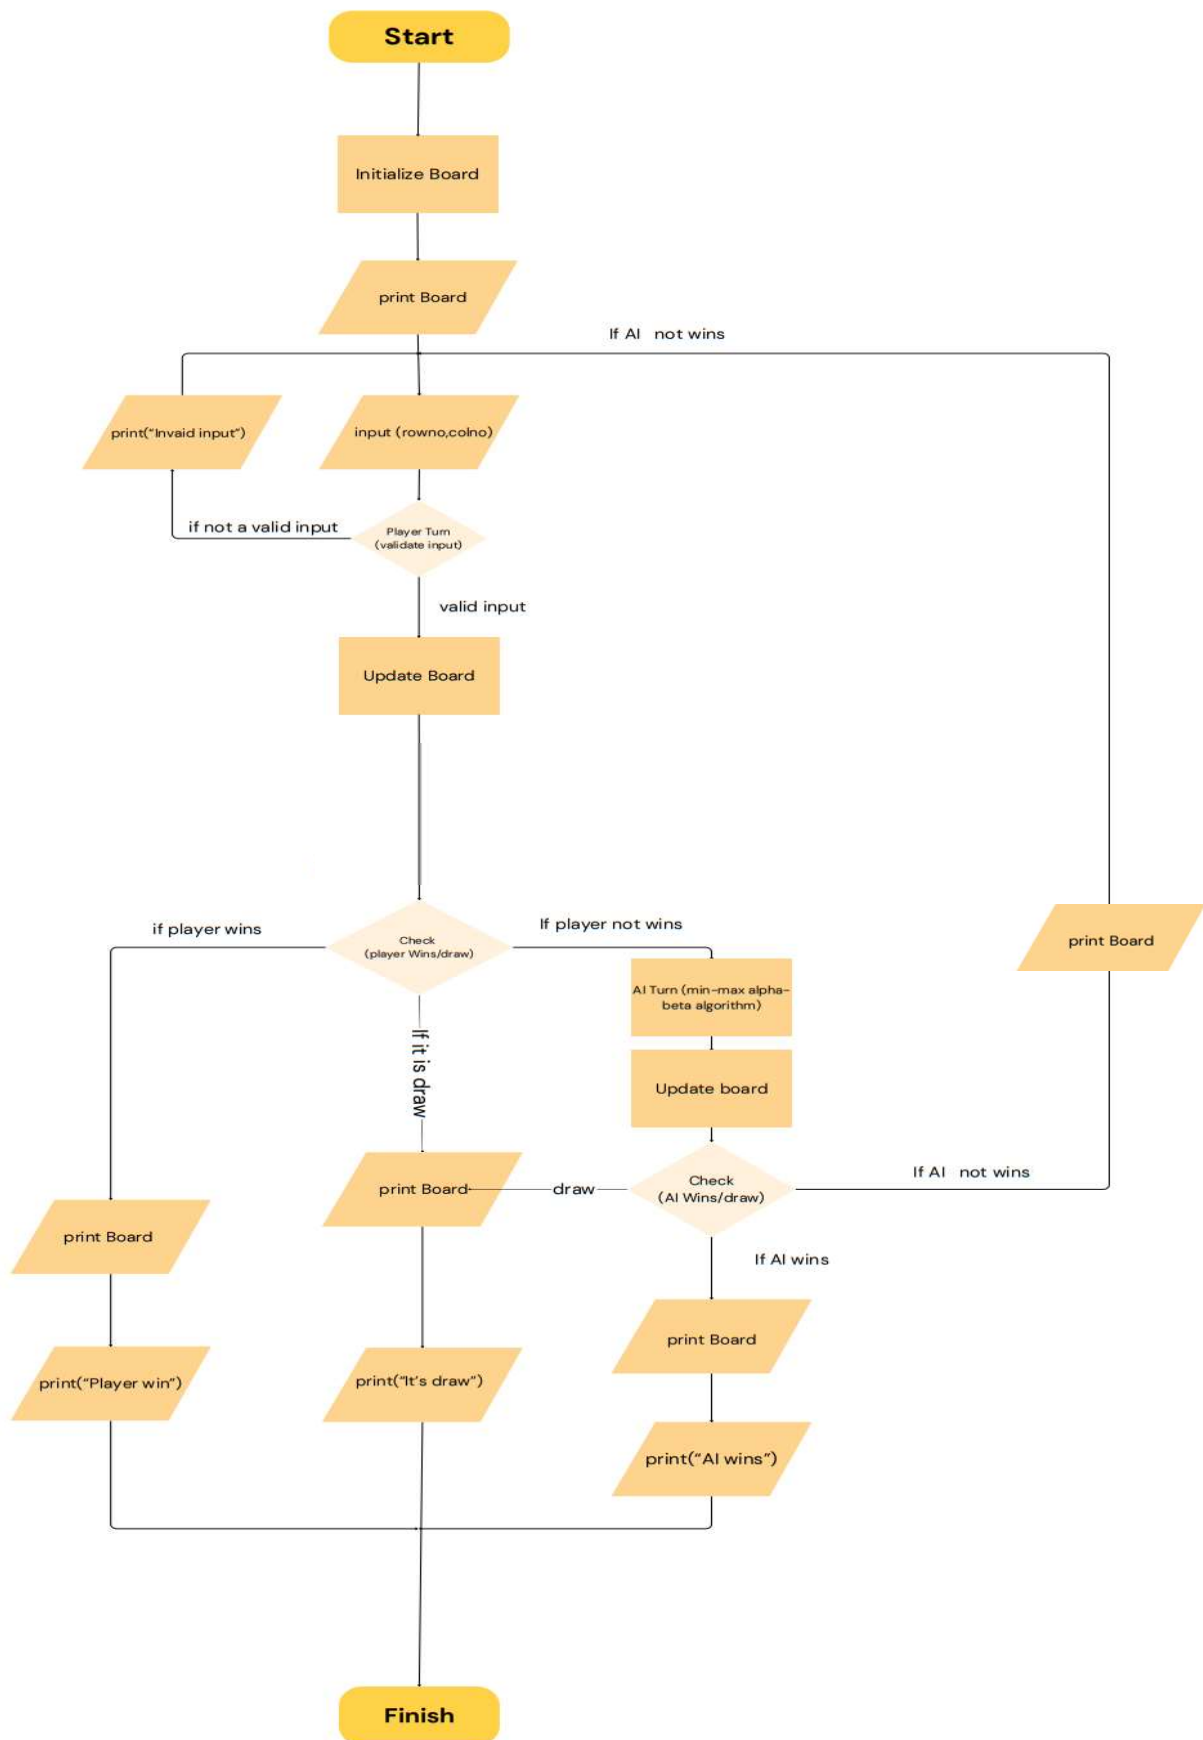 Start
Initialize Board
print Board
If AI not wins
print("Invaid input")
input (rowno,colno)
if not a valid input
Player Turn
(validate input)
valid input
Update Board
if player wins
Check
(player Wins/draw)
If player not wins
print Board
AI Turn (min-max alpha-
beta algorithm)
If it is draw
Update board
print Board
draw
Check
(AI Wins/draw)
If AI not wins
print Board
If AI wins
print Board
print("Player win")
print("It's draw")
print("AI wins")
Finish